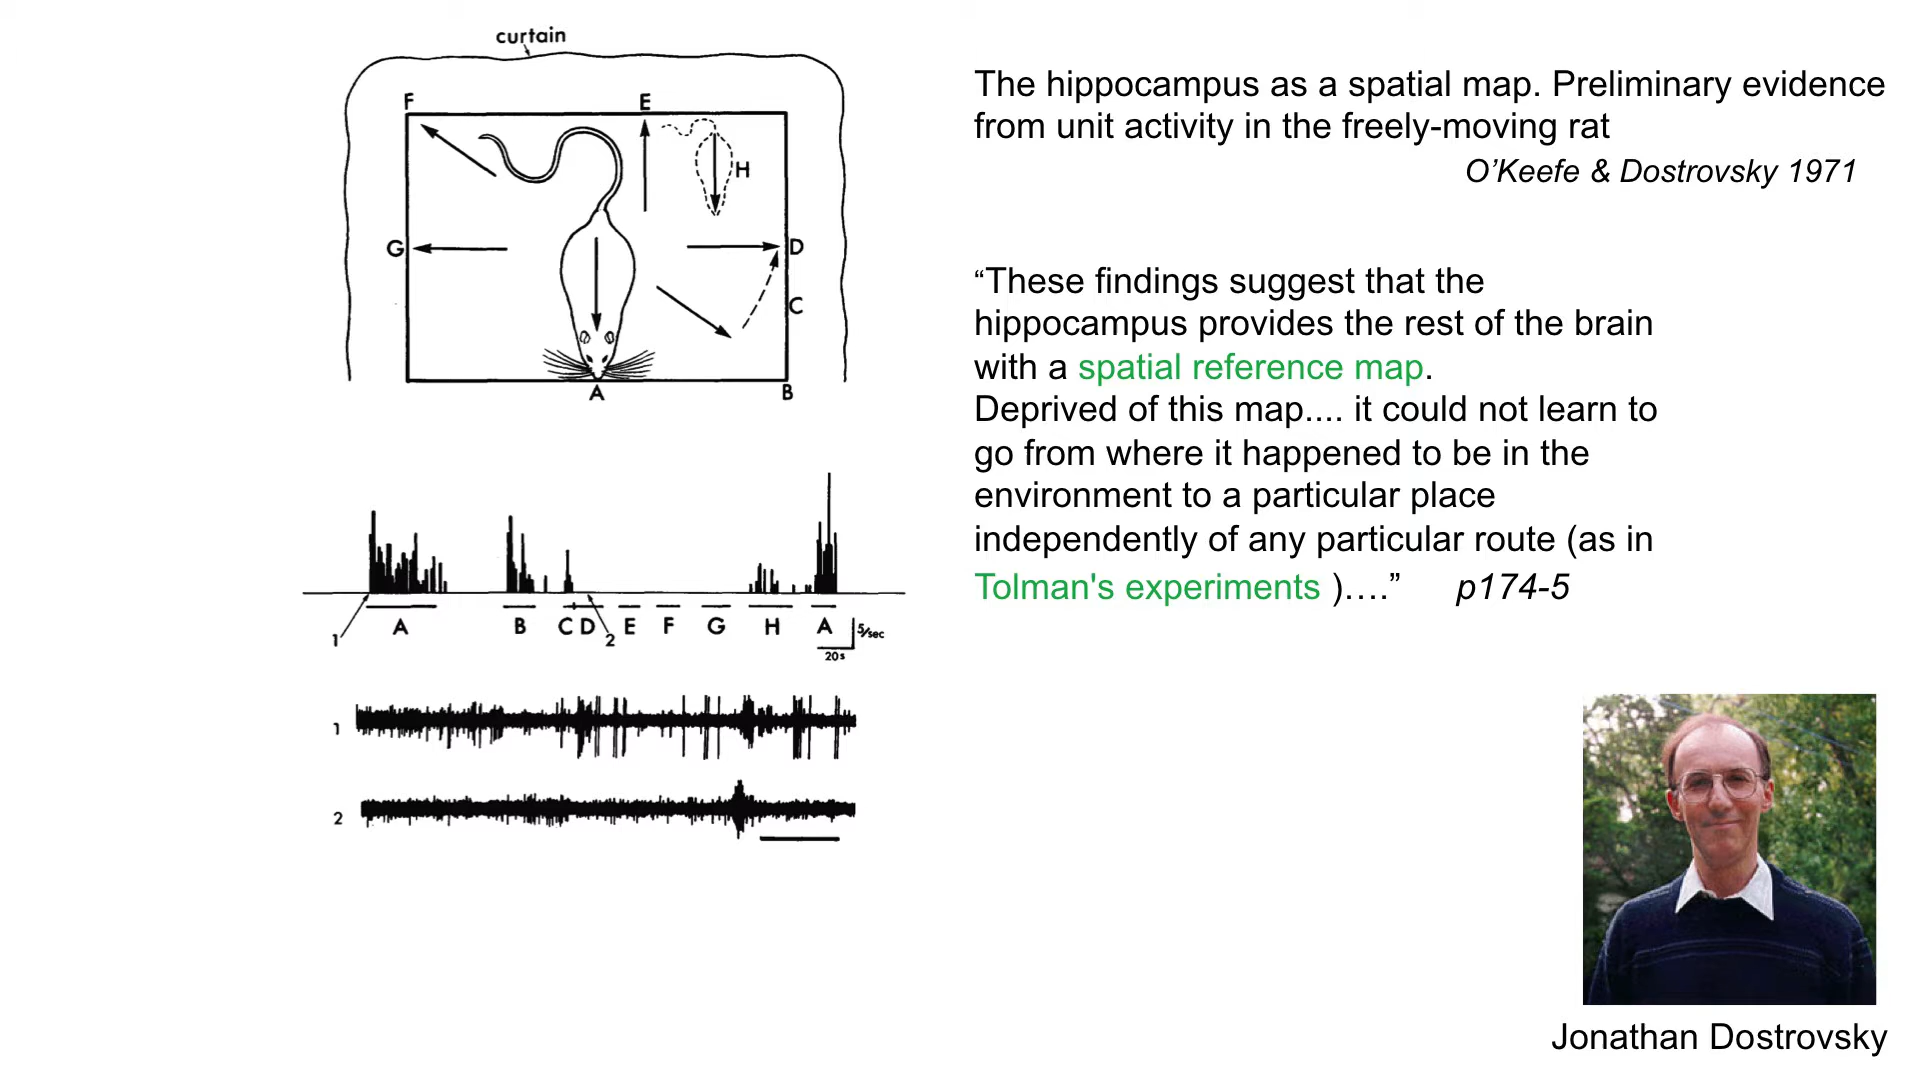 curtain
F
E
H
G
D
C
A
B
The hippocampus as a spatial map. Preliminary evidence
from unit activity in the freely-moving rat
O’Keefe & Dostrovsky 1971
“These findings suggest that the
hippocampus provides the rest of the brain
with a spatial reference map.
Deprived of this map.... it could not learn to
go from where it happened to be in the
environment to a particular place
independently of any particular route (as in
Tolman's experiments )….” p174-5
1 A B C D 2 E F G H A 5/sec
20s
1
2
Jonathan Dostrovsky